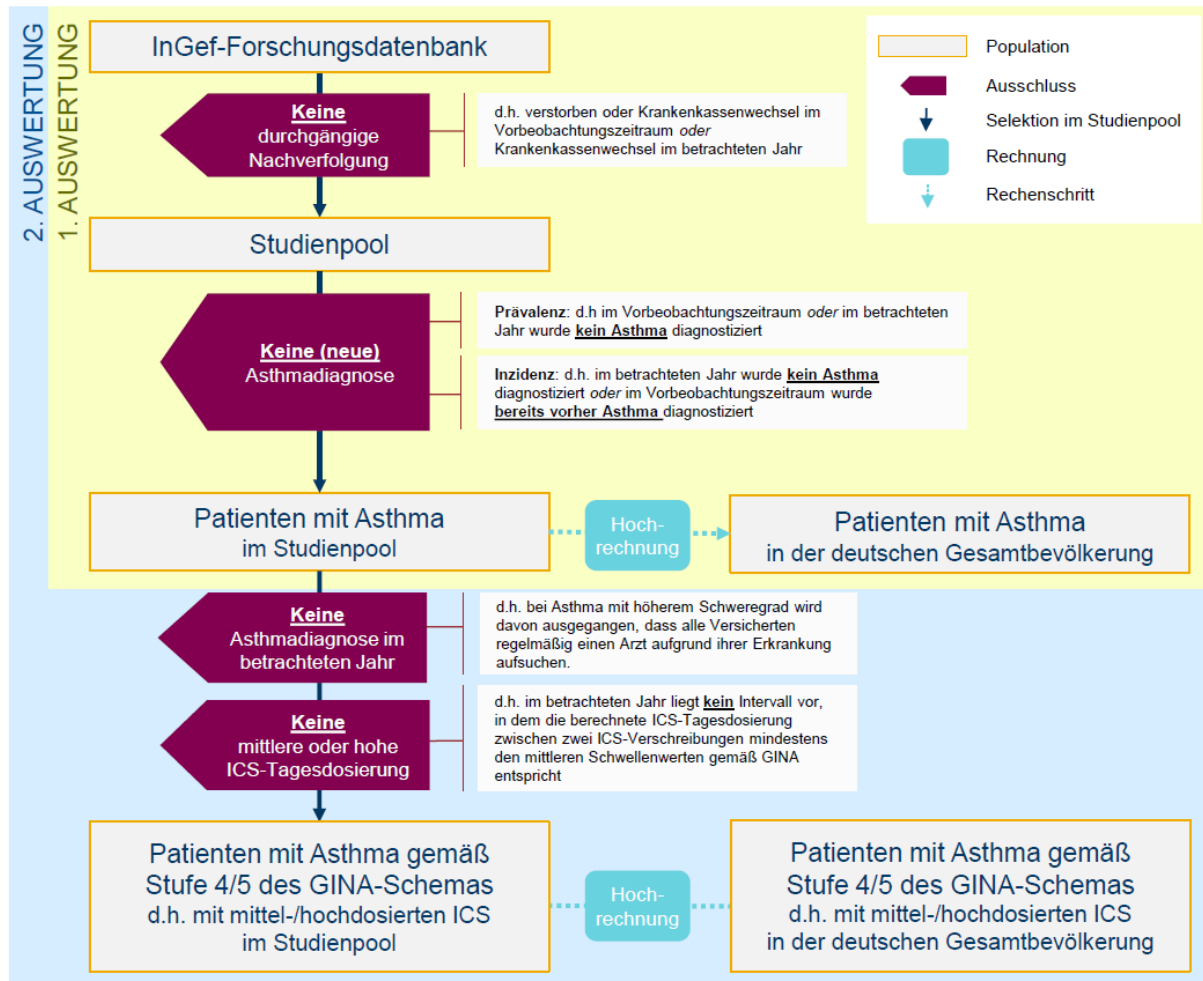 2. AUSWERTUNG
1. AUSWERTUNG
InGef-Forschungsdatenbank
Population
Ausschluss
Selektion im Studienpool
Rechnung
Rechenschritt
Keine
durchgängige
Nachverfolgung
d.h. verstorben oder Krankenkassenwechsel im
Vorbeobachtungszeitraum oder
Krankenkassenwechsel im betrachteten Jahr
Studienpool
Keine (neue)
Asthmadiagnose
Prävalenz: d.h im Vorbeobachtungszeitraum oder im betrachteten
Jahr wurde kein Asthma diagnostiziert
Inzidenz: d.h. im betrachteten Jahr wurde kein Asthma
diagnostiziert oder im Vorbeobachtungszeitraum wurde
bereits vorher Asthma diagnostiziert
Patienten mit Asthma
im Studienpool
Hoch-
rechnung
Patienten mit Asthma
in der deutschen Gesamtbevölkerung
Keine
Asthmadiagnose im
betrachteten Jahr
d.h. bei Asthma mit höherem Schweregrad wird
davon ausgegangen, dass alle Versicherten
regelmäßig einen Arzt aufgrund ihrer Erkrankung
aufsuchen.
Keine
mittlere oder hohe
ICS-Tagesdosierung
d.h. im betrachteten Jahr liegt kein Intervall vor,
in dem die berechnete ICS-Tagesdosierung
zwischen zwei ICS-Verschreibungen mindestens
den mittleren Schwellenwerten gemäß GINA
entspricht
Patienten mit Asthma gemäß
Stufe 4/5 des GINA-Schemas
d.h. mit mittel-/hochdosierten ICS
im Studienpool
Hoch-
rechnung
Patienten mit Asthma gemäß
Stufe 4/5 des GINA-Schemas
d.h. mit mittel-/hochdosierten ICS
in der deutschen Gesamtbevölkerung